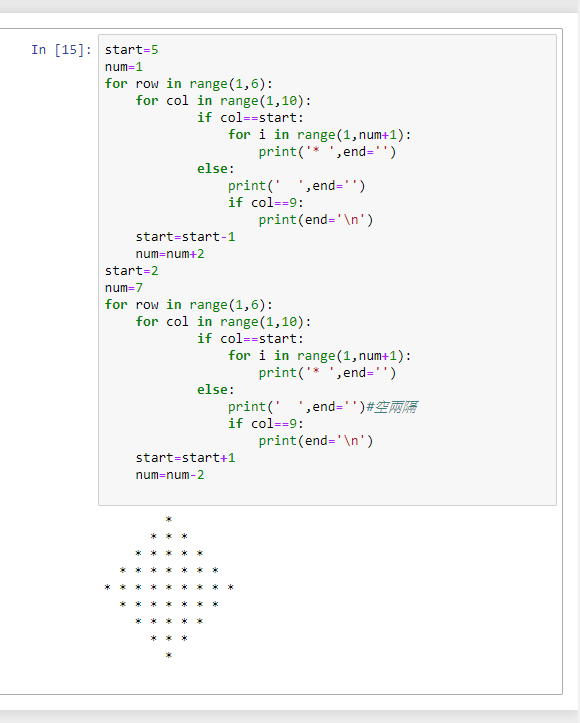 In [15]: start=5
num=1
for row in range(1,6):
    for col in range(1,10):
            if col==start:
                for i in range(1,num+1):
                    print('* ',end='')
            else:
                print('  ',end='')
                if col==9:
                    print(end='\n')
    start=start-1
    num=num+2
start=2
num=7
for row in range(1,6):
    for col in range(1,10):
            if col==start:
                for i in range(1,num+1):
                    print('* ',end='')
            else:
                print('  ',end='')#空兩隔
                if col==9:
                    print(end='\n')
    start=start+1
    num=num-2
        *
      * * *
    * * * * *
  * * * * * * *
* * * * * * * * *
  * * * * * * *
    * * * * *
      * * *
        *